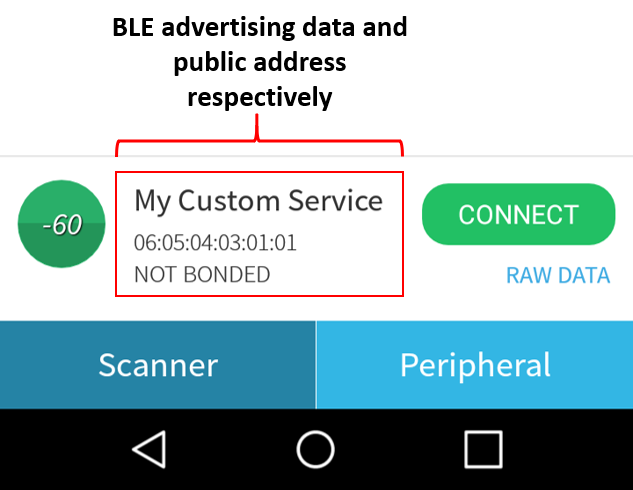 BLE advertising data and
public address
respectively
-60
My Custom Service
06:05:04:03:01:01
NOT BONDED
CONNECT
RAW DATA
Scanner
Peripheral